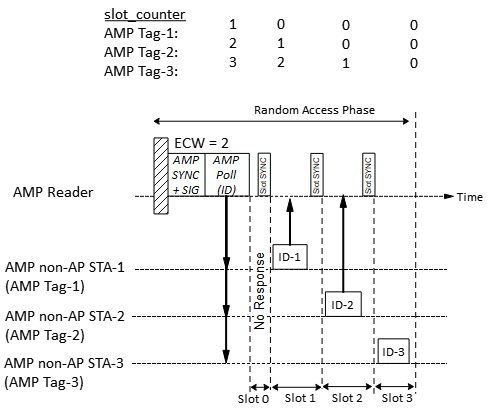 slot_counter
AMP Tag-1: 1 0 0 0
AMP Tag-2: 2 1 0 0
AMP Tag-3: 3 2 1 0
Random Access Phase
ECW = 2
AMP SYNC + SIG
AMP Poll (ID)
Slot SYNC
Slot SYNC
Slot SYNC
AMP Reader
Time
No Response
ID-1
AMP non-AP STA-1
(AMP Tag-1)
ID-2
AMP non-AP STA-2
(AMP Tag-2)
ID-3
AMP non-AP STA-3
(AMP Tag-3)
Slot 0 Slot 1 Slot 2 Slot 3